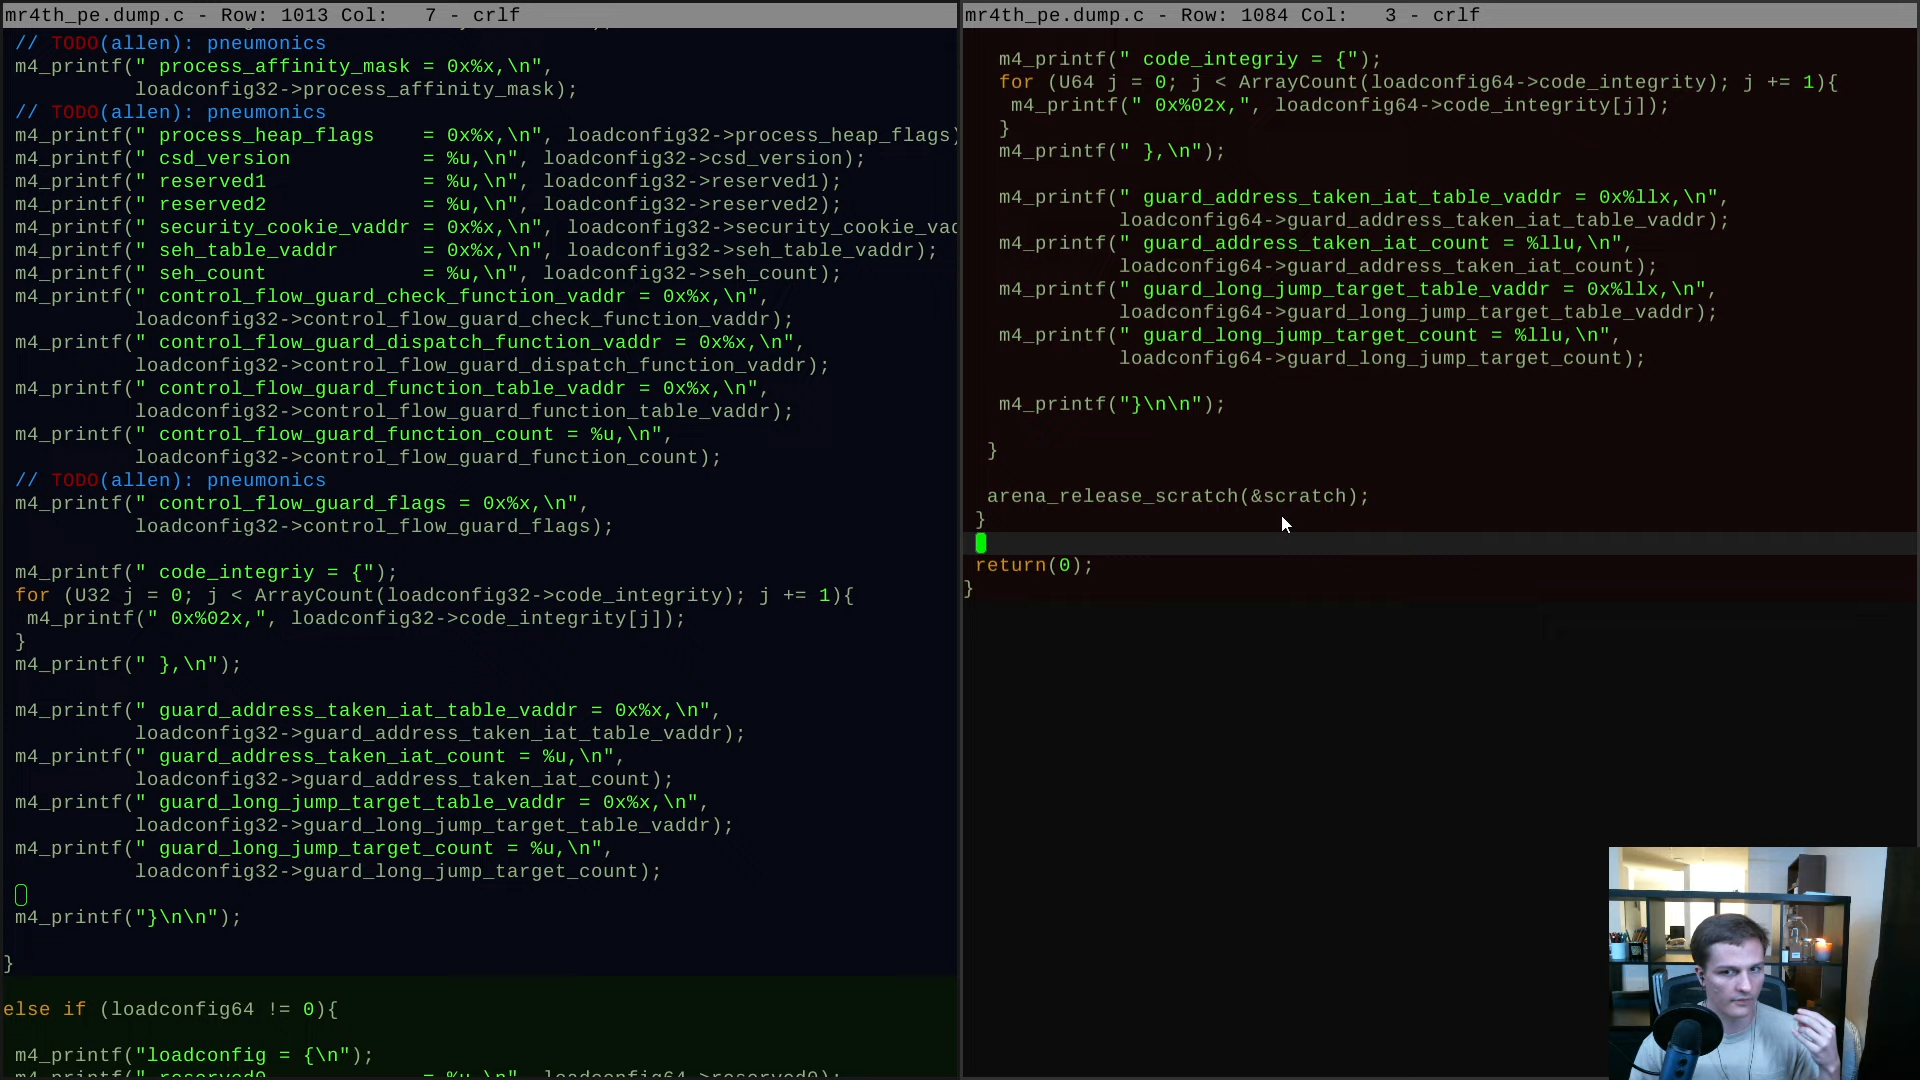 mr4th_pe.dump.c - Row: 1013 Col:   7 - crlf
// TODO(allen): pneumonics
m4_printf(" process_affinity_mask = 0x%x,\n",
loadconfig32->process_affinity_mask);
// TODO(allen): pneumonics
m4_printf(" process_heap_flags    = 0x%x,\n", loadconfig32->process_heap_flags)
m4_printf(" csd_version           = %u,\n", loadconfig32->csd_version);
m4_printf(" reserved1             = %u,\n", loadconfig32->reserved1);
m4_printf(" reserved2             = %u,\n", loadconfig32->reserved2);
m4_printf(" security_cookie_vaddr = 0x%x,\n", loadconfig32->security_cookie_vad
m4_printf(" seh_table_vaddr       = 0x%x,\n", loadconfig32->seh_table_vaddr);
m4_printf(" seh_count             = %u,\n", loadconfig32->seh_count);
m4_printf(" control_flow_guard_check_function_vaddr = 0x%x,\n",
loadconfig32->control_flow_guard_check_function_vaddr);
m4_printf(" control_flow_guard_dispatch_function_vaddr = 0x%x,\n",
loadconfig32->control_flow_guard_dispatch_function_vaddr);
m4_printf(" control_flow_guard_function_table_vaddr = 0x%x,\n",
loadconfig32->control_flow_guard_function_table_vaddr);
m4_printf(" control_flow_guard_function_count = %u,\n",
loadconfig32->control_flow_guard_function_count);
// TODO(allen): pneumonics
m4_printf(" control_flow_guard_flags = 0x%x,\n",
loadconfig32->control_flow_guard_flags);
m4_printf(" code_integriy = {");
for (U32 j = 0; j < ArrayCount(loadconfig32->code_integrity); j += 1){
m4_printf(" 0x%02x,", loadconfig32->code_integrity[j]);
}
m4_printf(" },\n");
m4_printf(" guard_address_taken_iat_table_vaddr = 0x%x,\n",
loadconfig32->guard_address_taken_iat_table_vaddr);
m4_printf(" guard_address_taken_iat_count = %u,\n",
loadconfig32->guard_address_taken_iat_count);
m4_printf(" guard_long_jump_target_table_vaddr = 0x%x,\n",
loadconfig32->guard_long_jump_target_table_vaddr);
m4_printf(" guard_long_jump_target_count = %u,\n",
loadconfig32->guard_long_jump_target_count);
m4_printf("}\n\n");
}
else if (loadconfig64 != 0){
m4_printf("loadconfig = {\n");
m4_printf(" reserved0             = %u,\n", loadconfig64->reserved0);
mr4th_pe.dump.c - Row: 1084 Col:   3 - crlf
m4_printf(" code_integriy = {");
for (U64 j = 0; j < ArrayCount(loadconfig64->code_integrity); j += 1){
m4_printf(" 0x%02x,", loadconfig64->code_integrity[j]);
}
m4_printf(" },\n");
m4_printf(" guard_address_taken_iat_table_vaddr = 0x%llx,\n",
loadconfig64->guard_address_taken_iat_table_vaddr);
m4_printf(" guard_address_taken_iat_count = %llu,\n",
loadconfig64->guard_address_taken_iat_count);
m4_printf(" guard_long_jump_target_table_vaddr = 0x%llx,\n",
loadconfig64->guard_long_jump_target_table_vaddr);
m4_printf(" guard_long_jump_target_count = %llu,\n",
loadconfig64->guard_long_jump_target_count);
m4_printf("}\n\n");
}
arena_release_scratch(&scratch);
}
return(0);
}